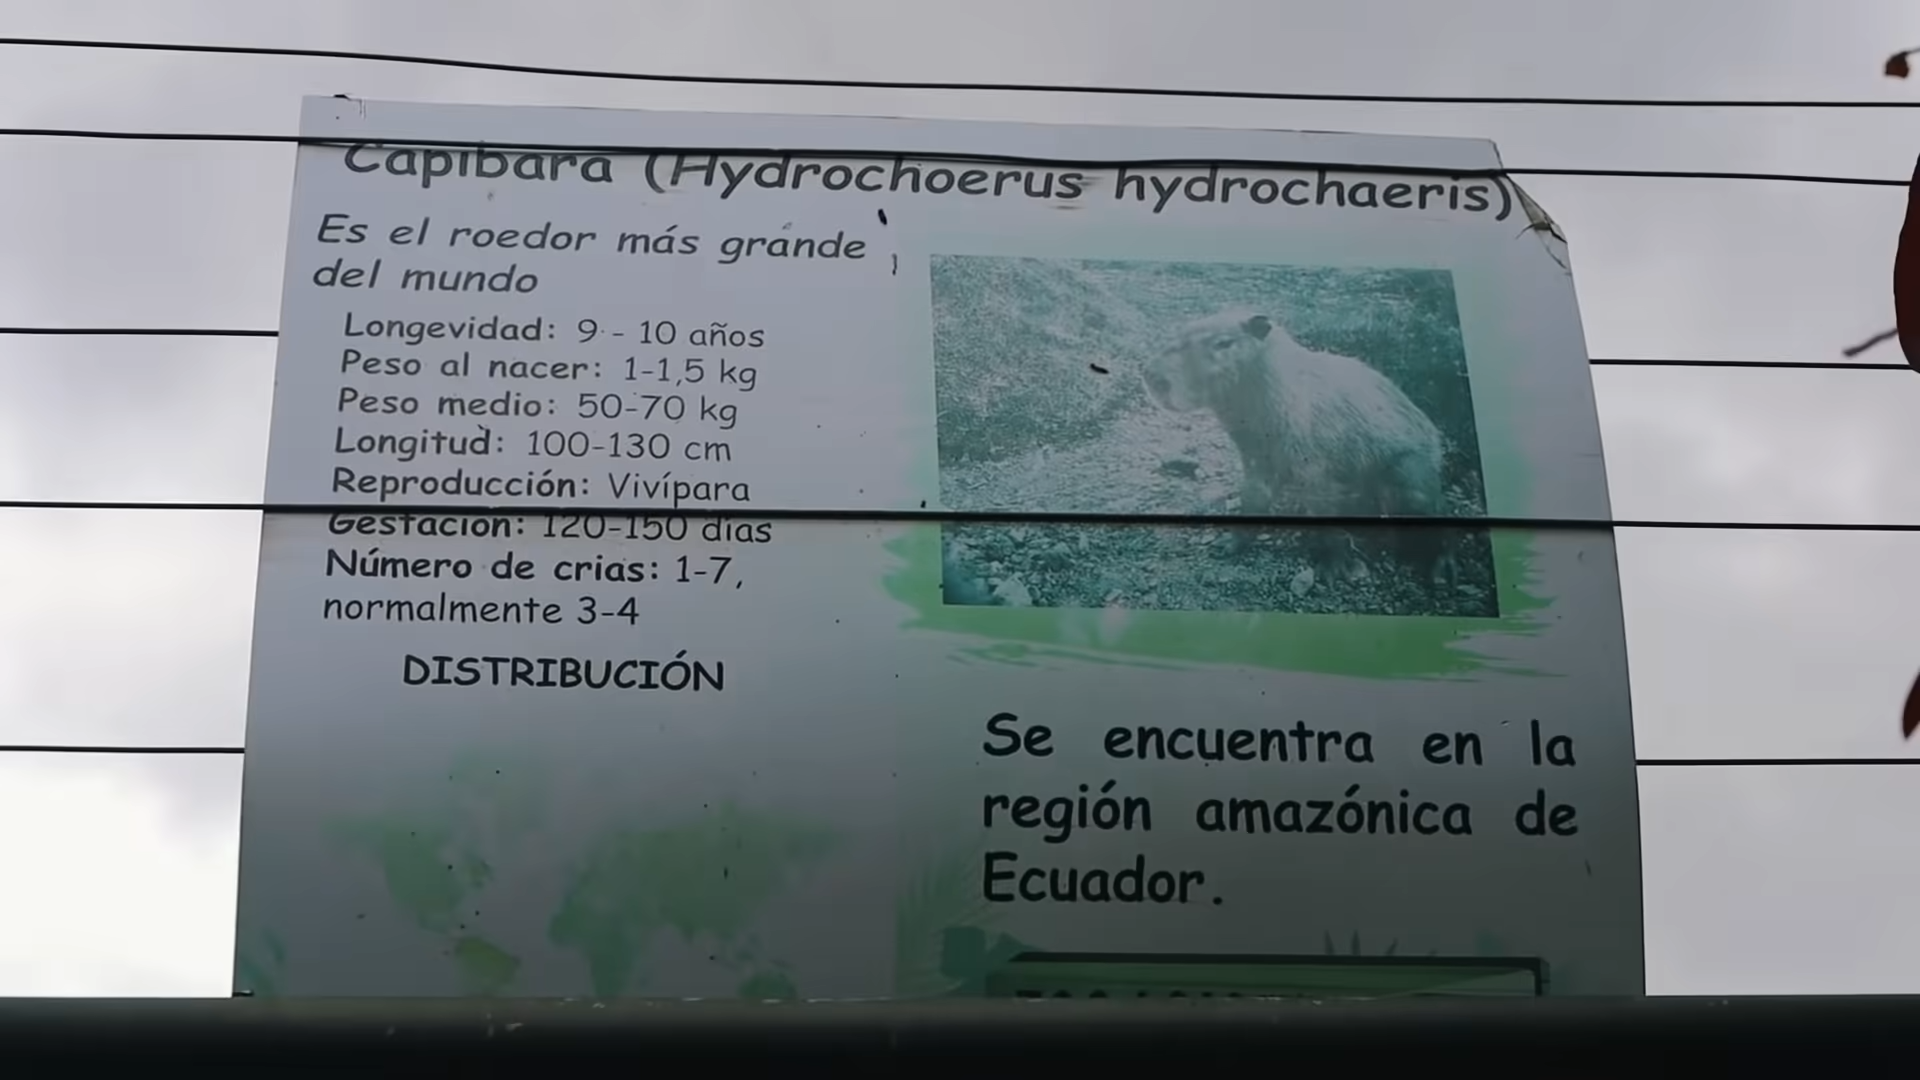 Capibara (Hydrochoerus hydrochaeris)
Es el roedor más grande
del mundo
Longevidad: 9 - 10 años
Peso al nacer: 1-1,5 kg
Peso medio: 50-70 kg
Longitud: 100-130 cm
Reproducción: Vivípara
Gestación: 120-150 días
Número de crias: 1-7,
normalmente 3-4
DISTRIBUCIÓN
Se encuentra en la
región amazónica de
Ecuador.